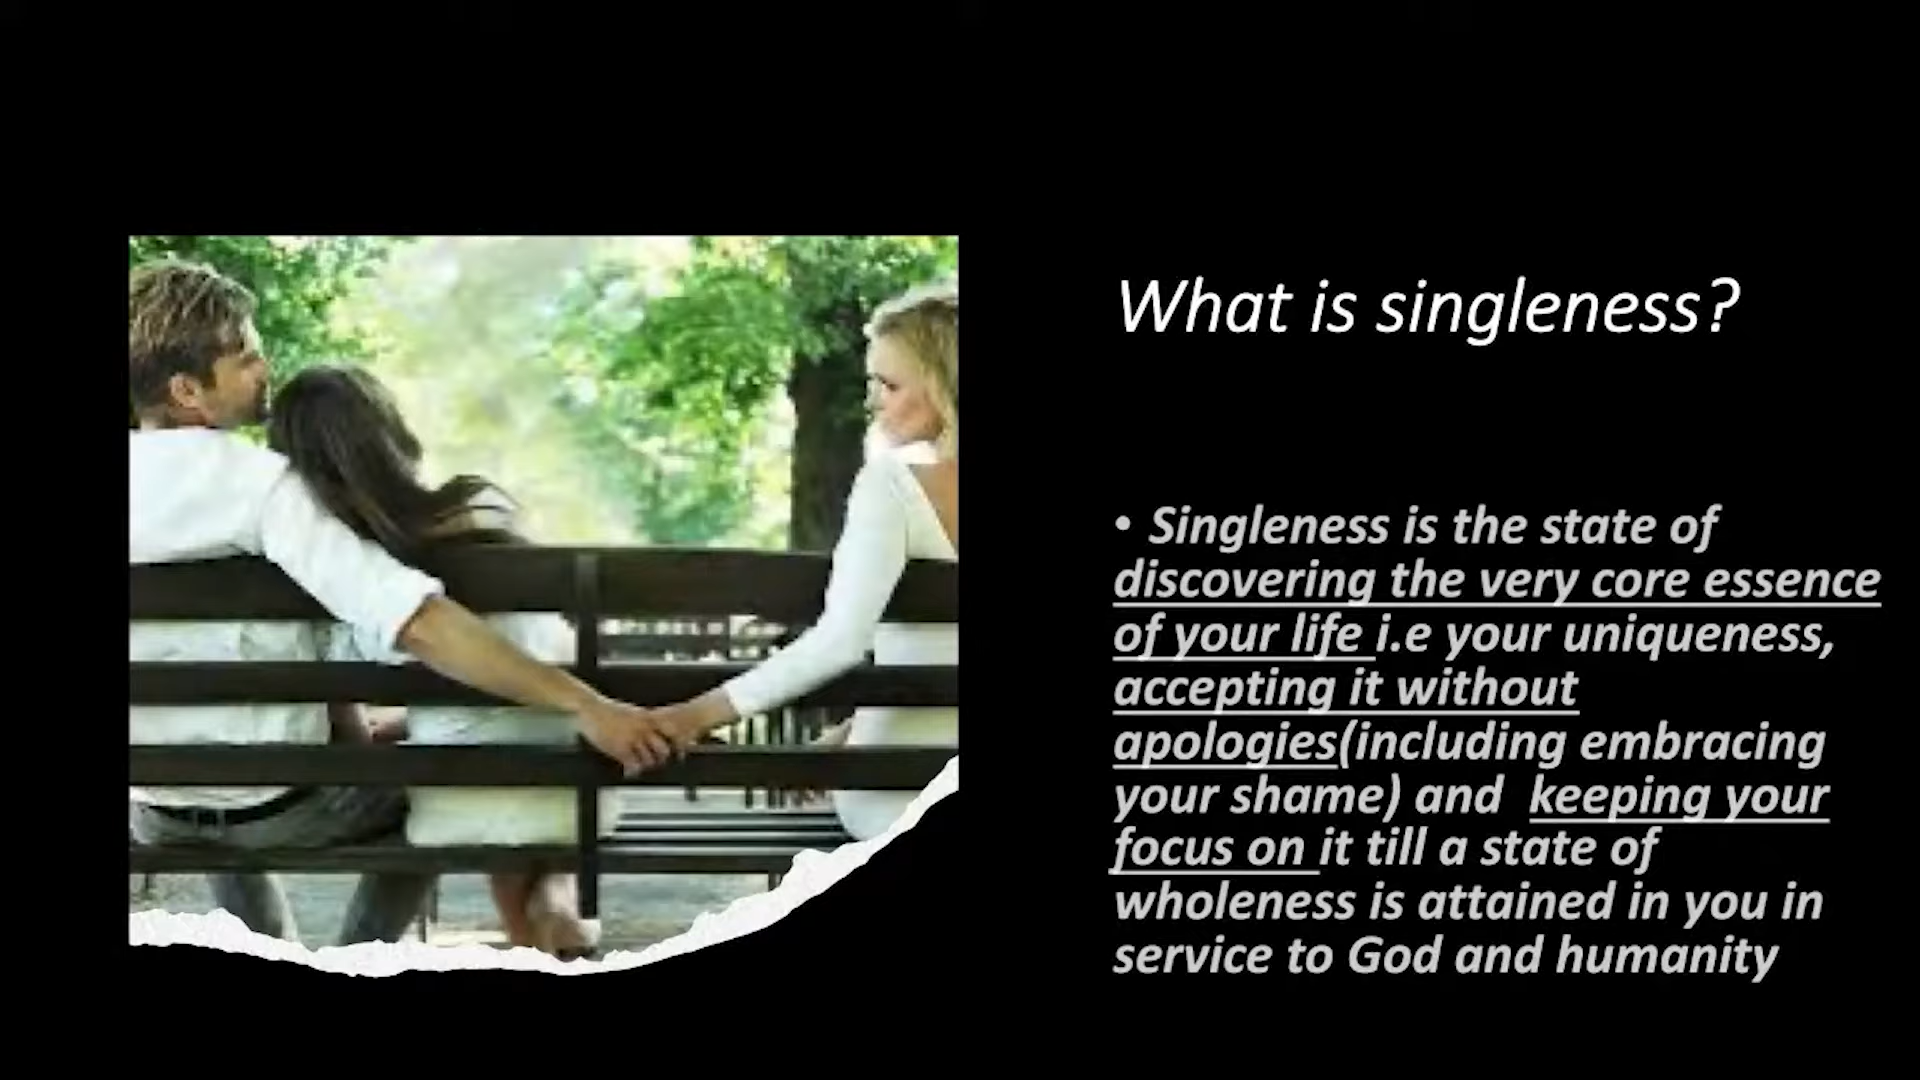 What is singleness?
• Singleness is the state of
discovering the very core essence
of your life i.e your uniqueness,
accepting it without
apologies(including embracing
your shame) and keeping your
focus on it till a state of
wholeness is attained in you in
service to God and humanity